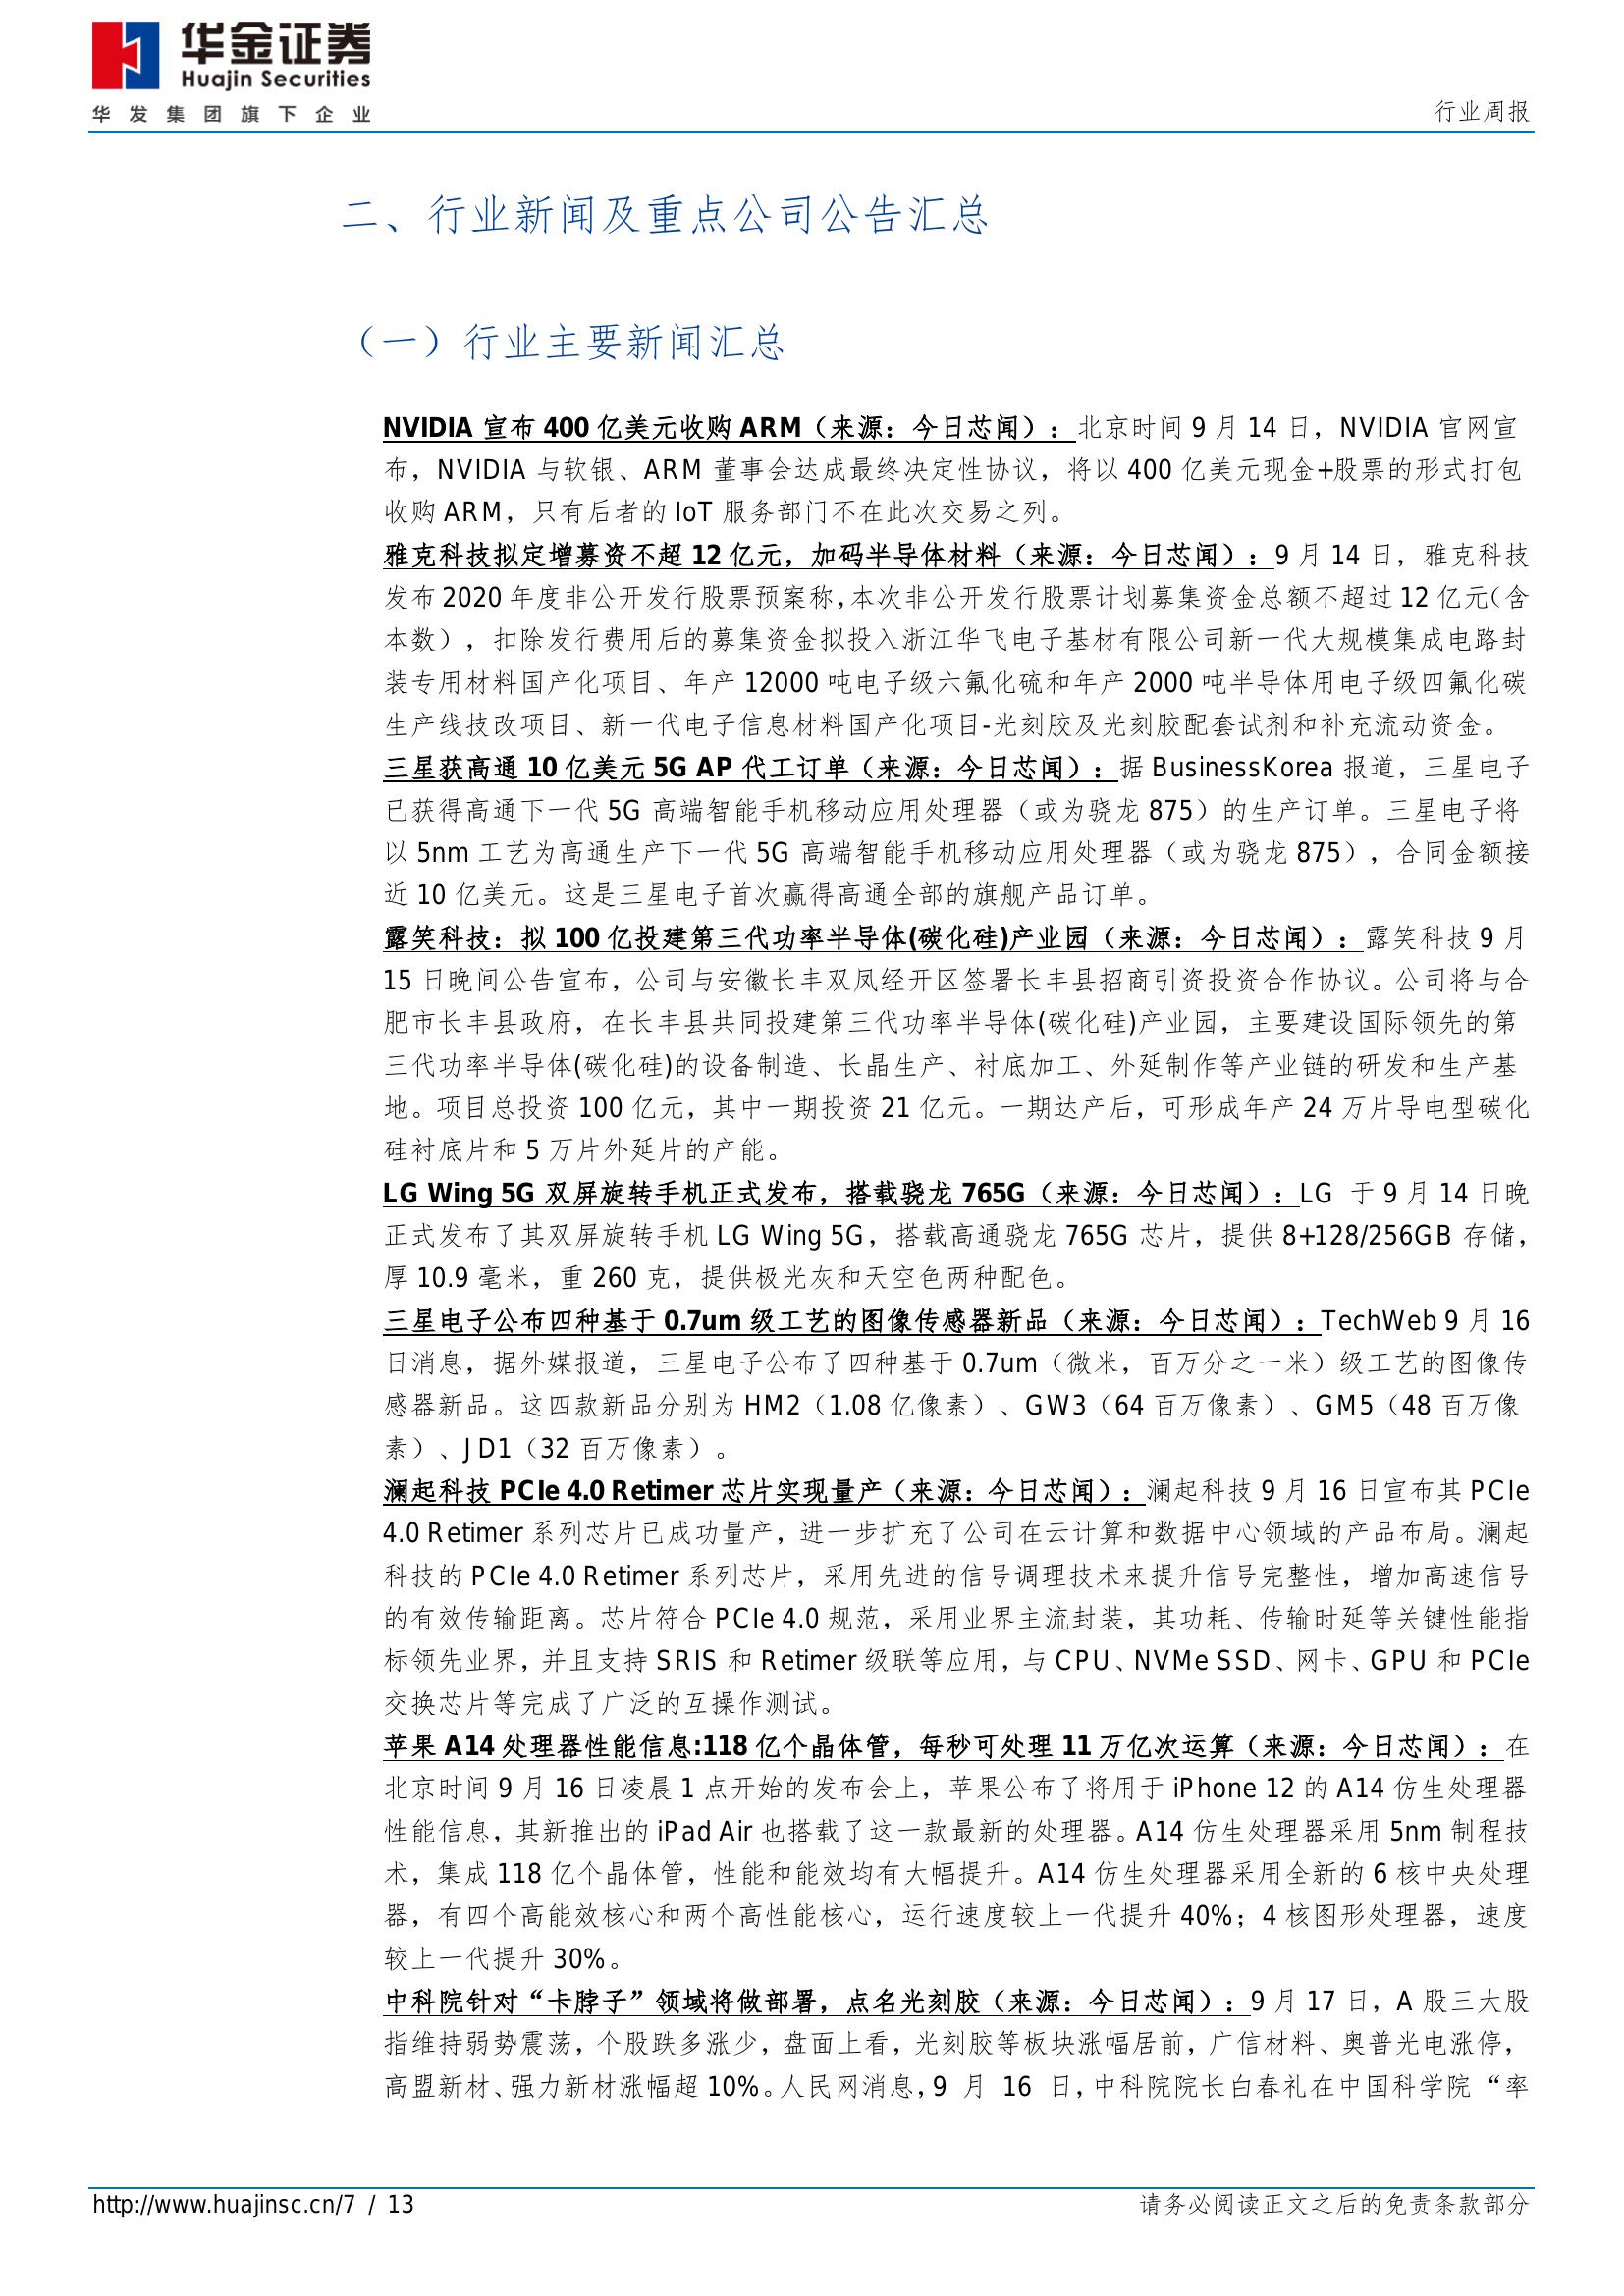 华金证券
Huajin Securities
华发集团旗下企业
行业周报
二、行业新闻及重点公司公告汇总
（一）行业主要新闻汇总
NVIDIA 宣布 400 亿美元收购 ARM（来源：今日芯闻）：北京时间 9 月 14 日，NVIDIA 官网宣
布，NVIDIA 与软银、ARM 董事会达成最终决定性协议，将以 400 亿美元现金+股票的形式打包
收购 ARM，只有后者的 IoT 服务部门不在此次交易之列。
雅克科技拟定增募资不超 12 亿元，加码半导体材料（来源：今日芯闻）：9 月 14 日，雅克科技
发布 2020 年度非公开发行股票预案称，本次非公开发行股票计划募集资金总额不超过 12 亿元（含
本数），扣除发行费用后的募集资金拟投入浙江华飞电子基材有限公司新一代大规模集成电路封
装专用材料国产化项目、年产 12000 吨电子级六氟化硫和年产 2000 吨半导体用电子级四氟化碳
生产线技改项目、新一代电子信息材料国产化项目-光刻胶及光刻胶配套试剂和补充流动资金。
三星获高通 10 亿美元 5G AP 代工订单（来源：今日芯闻）：据 BusinessKorea 报道，三星电子
已获得高通下一代 5G 高端智能手机移动应用处理器（或为骁龙 875）的生产订单。三星电子将
以 5nm 工艺为高通生产下一代 5G 高端智能手机移动应用处理器（或为骁龙 875），合同金额接
近 10 亿美元。这是三星电子首次赢得高通全部的旗舰产品订单。
露笑科技：拟 100 亿投建第三代功率半导体(碳化硅)产业园（来源：今日芯闻）：露笑科技 9 月
15 日晚间公告宣布，公司与安徽长丰双凤经开区签署长丰县招商引资投资合作协议。公司将与合
肥市长丰县政府，在长丰县共同投建第三代功率半导体(碳化硅)产业园，主要建设国际领先的第
三代功率半导体(碳化硅)的设备制造、长晶生产、衬底加工、外延制作等产业链的研发和生产基
地。项目总投资 100 亿元，其中一期投资 21 亿元。一期达产后，可形成年产 24 万片导电型碳化
硅衬底片和 5 万片外延片的产能。
LG Wing 5G 双屏旋转手机正式发布，搭载骁龙 765G（来源：今日芯闻）：LG 于 9 月 14 日晚
正式发布了其双屏旋转手机 LG Wing 5G，搭载高通骁龙 765G 芯片，提供 8+128/256GB 存储，
厚 10.9 毫米，重 260 克，提供极光灰和天空色两种配色。
三星电子公布四种基于 0.7um 级工艺的图像传感器新品（来源：今日芯闻）：TechWeb 9 月 16
日消息，据外媒报道，三星电子公布了四种基于 0.7um（微米，百万分之一米）级工艺的图像传
感器新品。这四款新品分别为 HM2（1.08 亿像素）、GW3（64 百万像素）、GM5（48 百万像
素）、JD1（32 百万像素）。
澜起科技 PCIe 4.0 Retimer 芯片实现量产（来源：今日芯闻）：澜起科技 9 月 16 日宣布其 PCIe
4.0 Retimer 系列芯片已成功量产，进一步扩充了公司在云计算和数据中心领域的产品布局。澜起
科技的 PCIe 4.0 Retimer 系列芯片，采用先进的信号调理技术来提升信号完整性，增加高速信号
的有效传输距离。芯片符合 PCIe 4.0 规范，采用业界主流封装，其功耗、传输时延等关键性能指
标领先业界，并且支持 SRIS 和 Retimer 级联等应用，与 CPU、NVMe SSD、网卡、GPU 和 PCIe
交换芯片等完成了广泛的互操作测试。
苹果 A14 处理器性能信息:118 亿个晶体管，每秒可处理 11 万亿次运算（来源：今日芯闻）：在
北京时间 9 月 16 日凌晨 1 点开始的发布会上，苹果公布了将用于 iPhone 12 的 A14 仿生处理器
性能信息，其新推出的 iPad Air 也搭载了这一款最新的处理器。A14 仿生处理器采用 5nm 制程技
术，集成 118 亿个晶体管，性能和能效均有大幅提升。A14 仿生处理器采用全新的 6 核中央处理
器，有四个高能效核心和两个高性能核心，运行速度较上一代提升 40%；4 核图形处理器，速度
较上一代提升 30%。
中科院针对“卡脖子”领域将做部署，点名光刻胶（来源：今日芯闻）：9 月 17 日，A 股三大股
指维持弱势震荡，个股跌多涨少，盘面上看，光刻胶等板块涨幅居前，广信材料、奥普光电涨停，
高盟新材、强力新材涨幅超 10%。人民网消息，9 月 16 日，中科院院长白春礼在中国科学院“率
http://www.huajinsc.cn/7 / 13
请务必阅读正文之后的免责条款部分